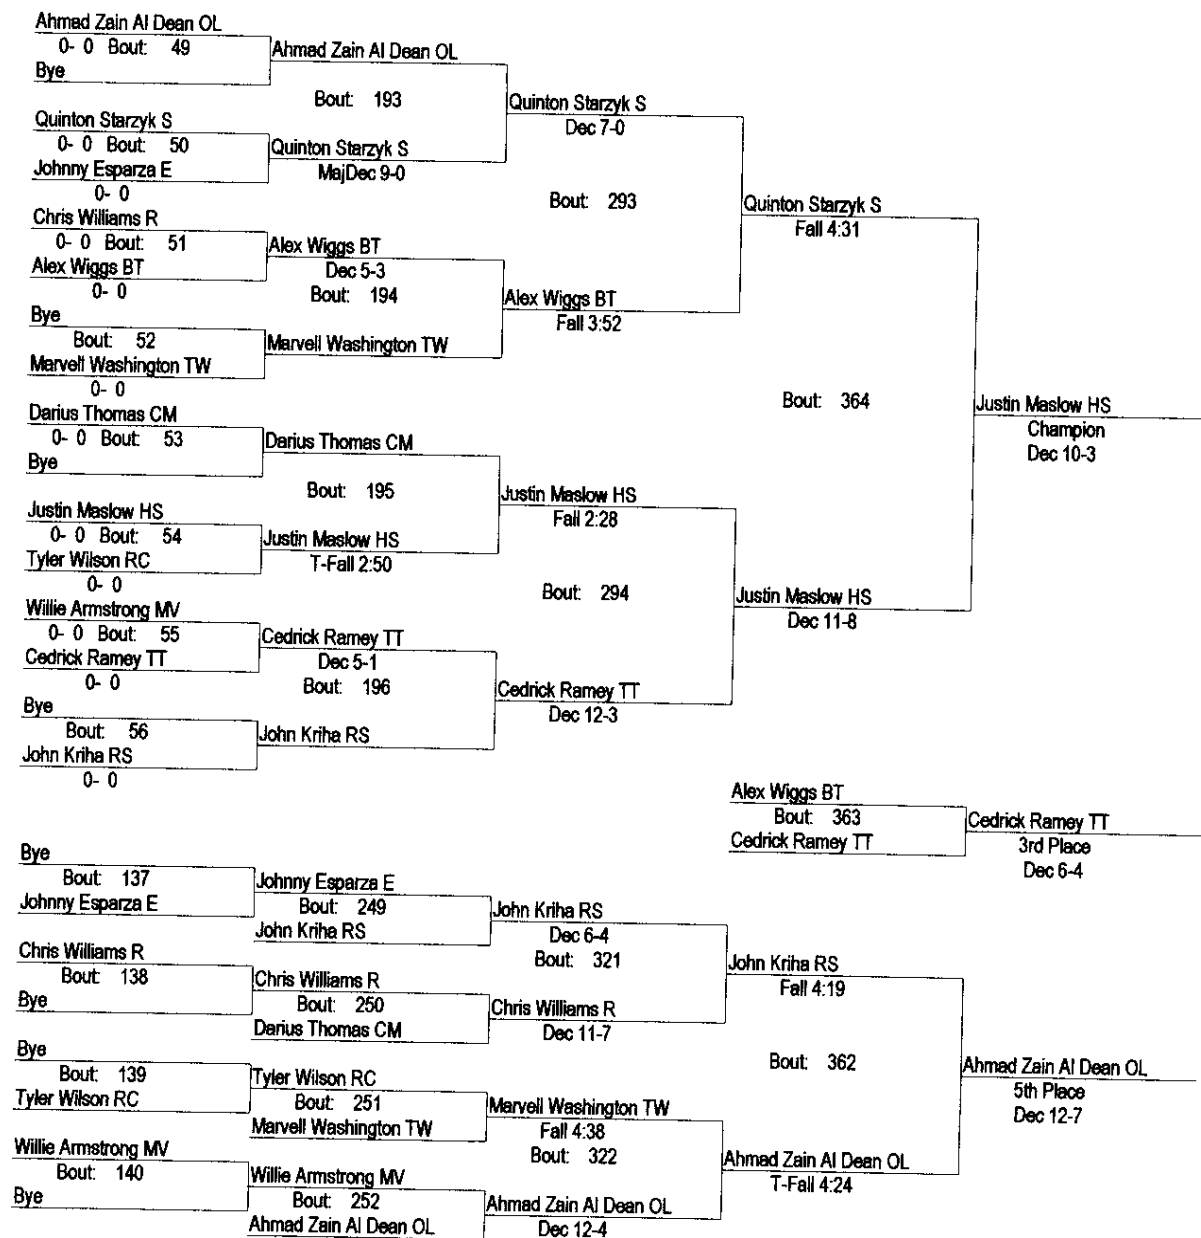 Ahmad Zain Al Dean OL
0- 0 Bout: 49
Bye
Ahmad Zain Al Dean OL
Bout: 193
Quinton Starzyk S
Dec 7-0
Quinton Starzyk S
0- 0 Bout: 50
Johnny Esparza E
0- 0
Quinton Starzyk S
MajDec 9-0
Bout: 293
Quinton Starzyk S
Fall 4:31
Chris Williams R
0- 0 Bout: 51
Alex Wiggs BT
0- 0
Alex Wiggs BT
Dec 5-3
Bout: 194
Alex Wiggs BT
Fall 3:52
Bye
Bout: 52
Marvell Washington TW
0- 0
Marvell Washington TW
Bout: 364
Justin Maslow HS
Champion
Dec 10-3
Darius Thomas CM
0- 0 Bout: 53
Bye
Darius Thomas CM
Bout: 195
Justin Maslow HS
Fall 2:28
Justin Maslow HS
0- 0 Bout: 54
Tyler Wilson RC
0- 0
Justin Maslow HS
T-Fall 2:50
Bout: 294
Justin Maslow HS
Dec 11-8
Willie Armstrong MV
0- 0 Bout: 55
Cedrick Ramey TT
0- 0
Cedrick Ramey TT
Dec 5-1
Bout: 196
Cedrick Ramey TT
Dec 12-3
Bye
Bout: 56
John Kriha RS
0- 0
John Kriha RS
Alex Wiggs BT
Bout: 363
Cedrick Ramey TT
Cedrick Ramey TT
3rd Place
Dec 6-4
Bye
Bout: 137
Johnny Esparza E
Johnny Esparza E
Bout: 249
John Kriha RS
John Kriha RS
Dec 6-4
Bout: 321
John Kriha RS
Fall 4:19
Chris Williams R
Bout: 138
Bye
Chris Williams R
Bout: 250
Darius Thomas CM
Chris Williams R
Dec 11-7
Bout: 362
Ahmad Zain Al Dean OL
5th Place
Dec 12-7
Bye
Bout: 139
Tyler Wilson RC
Tyler Wilson RC
Bout: 251
Marvell Washington TW
Marvell Washington TW
Fall 4:38
Bout: 322
Ahmad Zain Al Dean OL
T-Fall 4:24
Willie Armstrong MV
Bout: 140
Bye
Willie Armstrong MV
Bout: 252
Ahmad Zain Al Dean OL
Ahmad Zain Al Dean OL
Dec 12-4